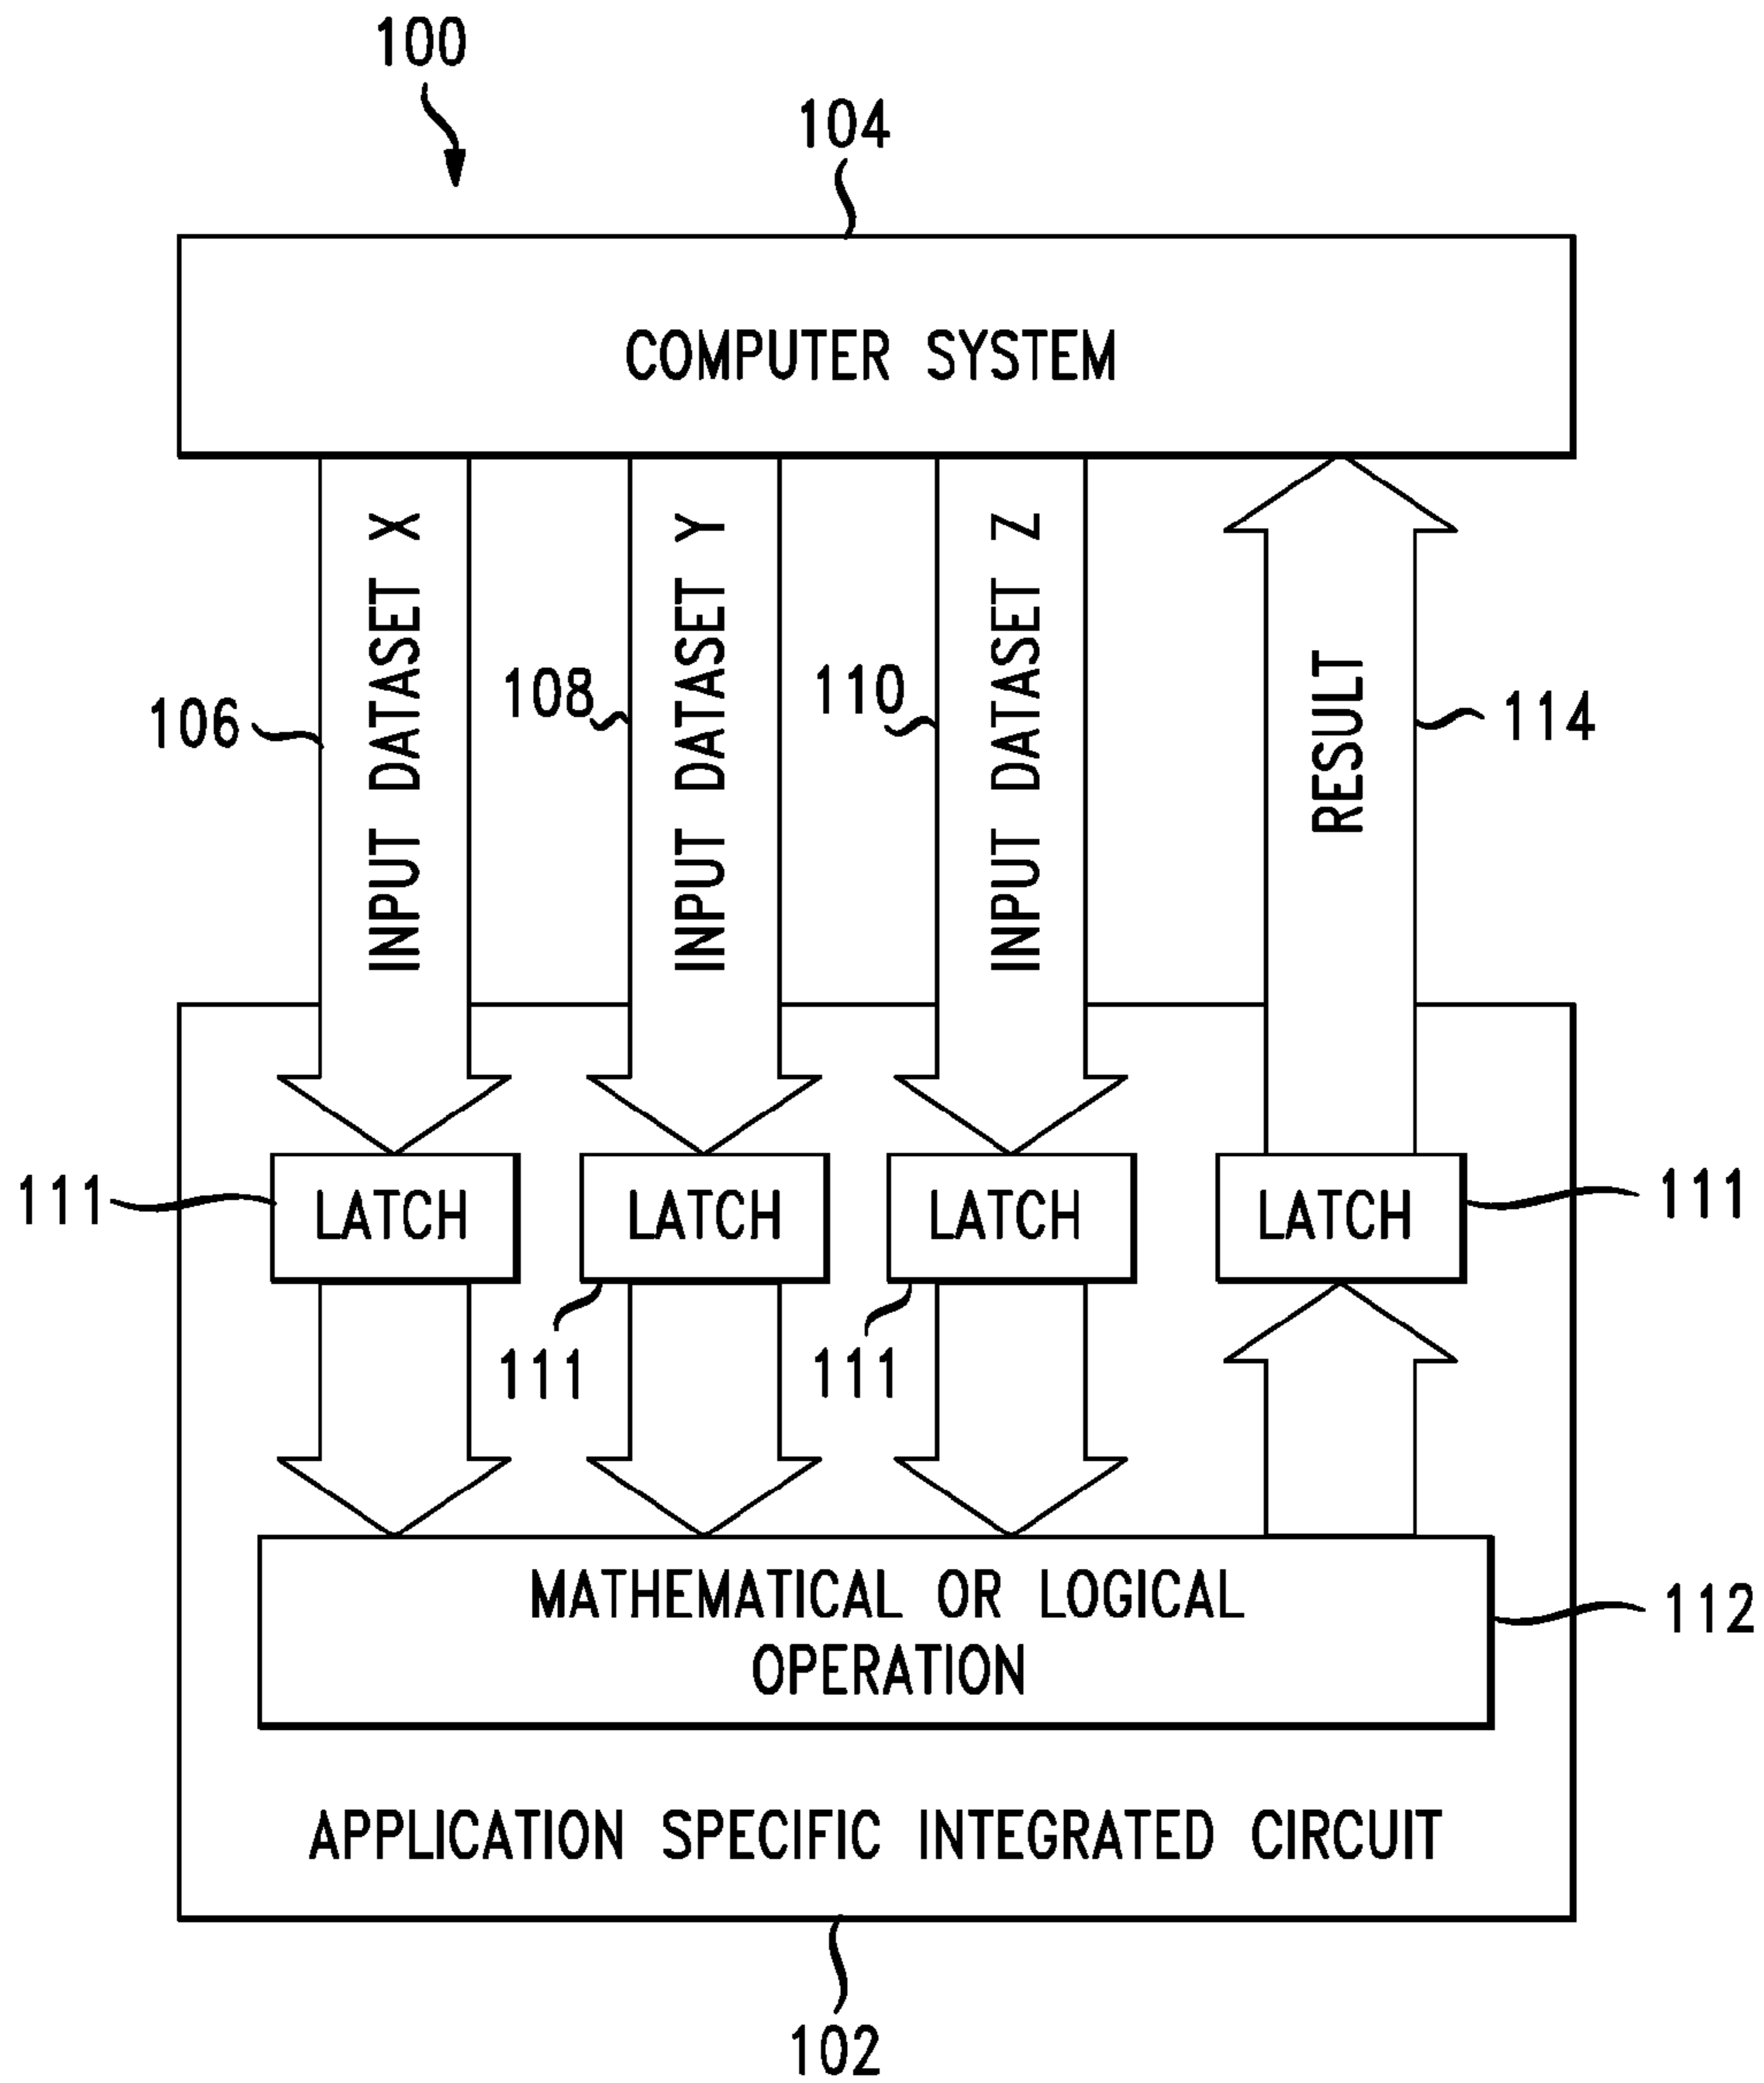 100
104
COMPUTER SYSTEM
INPUT DATASET X
INPUT DATASET Y
INPUT DATASET Z
RESULT
106
108
110
114
111
LATCH
LATCH
LATCH
LATCH
111
111
111
MATHEMATICAL OR LOGICAL
OPERATION
112
APPLICATION SPECIFIC INTEGRATED CIRCUIT
102